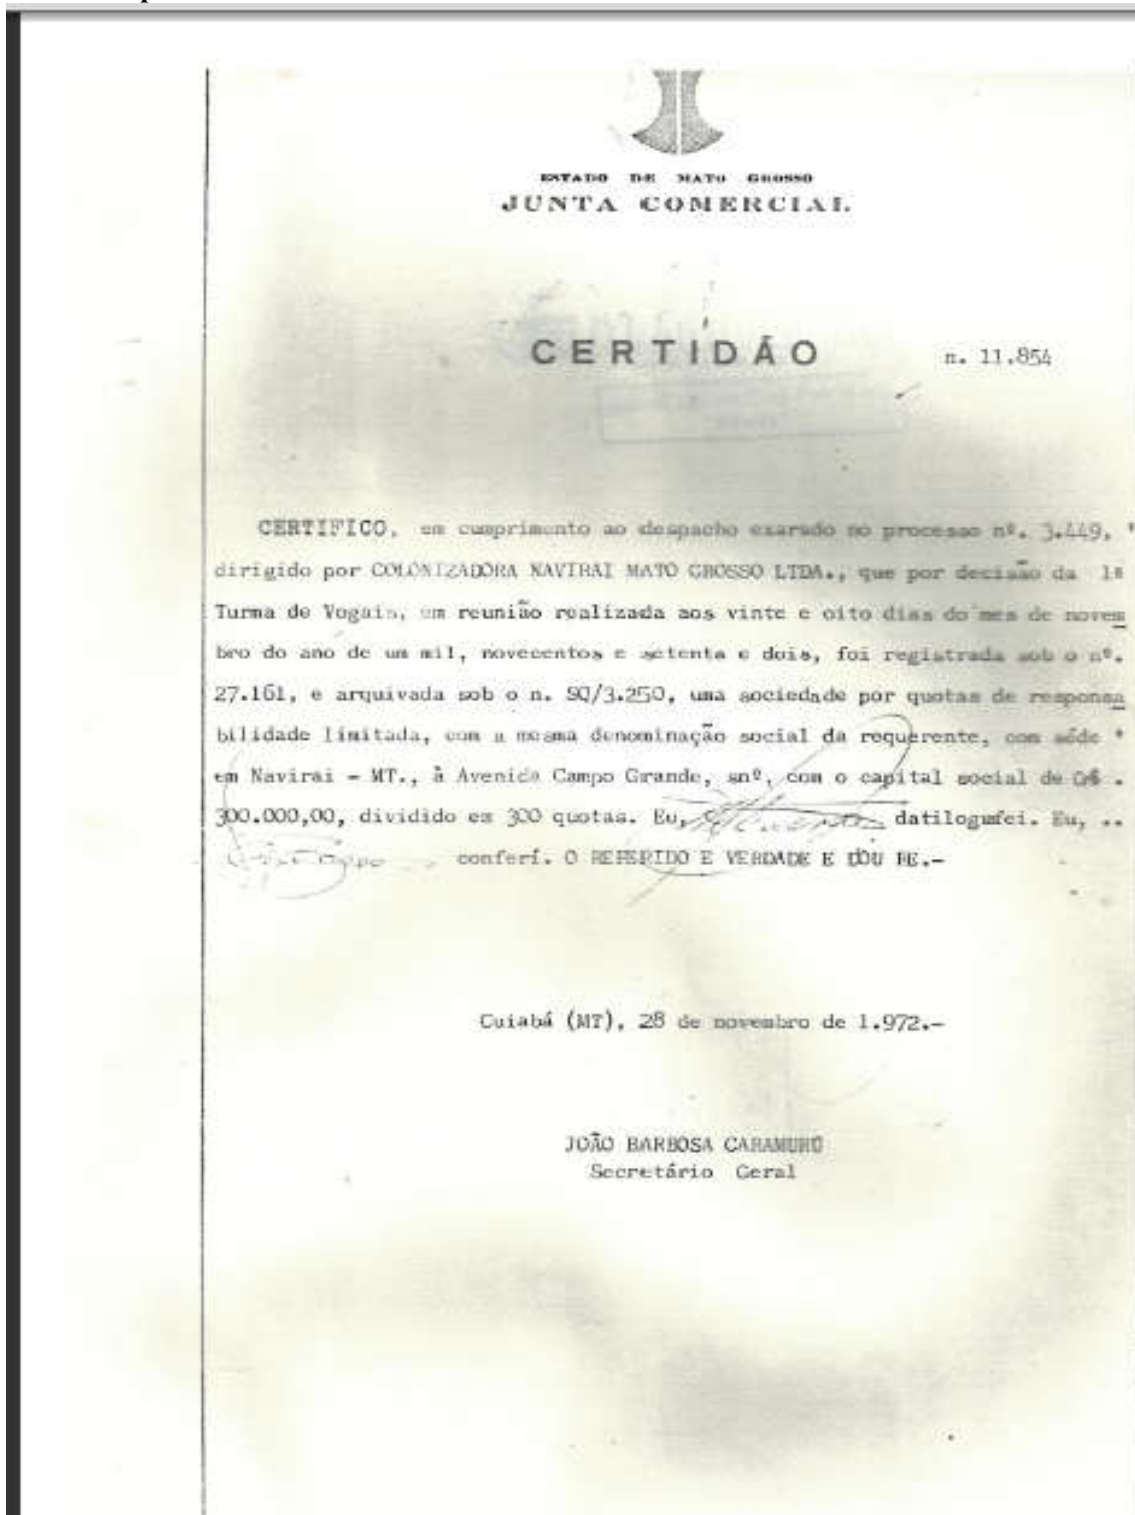 ESTADO DE MATO GROSSO
JUNTA COMERCIAL
CERTIDÃO n. 11.854
CERTIFICO, em cumprimento ao despacho exarado no processo nº. 3.449, "
dirigido por COLONIZADORA NAVIRAI MATO GROSSO LTDA., que por decisão da 1ª
Turma de Vogais, em reunião realizada aos vinte e oito dias do mes de novem
bro do ano de um mil, novecentos e setenta e dois, foi registrada sob o nº.
27.161, e arquivada sob o n. SQ/3.250, uma sociedade por quotas de responsa
bilidade limitada, com a mesma denominação social da requerente, com séde "
em Navirai - MT., à Avenida Campo Grande, snº, com o capital social de Cr$ .
300.000,00, dividido em 300 quotas. Eu, datilogufei. Eu, ..
conferí. O REFERIDO E VERDADE E DOU FE.-
Cuiabá (MT), 28 de novembro de 1.972.-
JOÃO BARBOSA CARAMURÚ
Secretário Geral